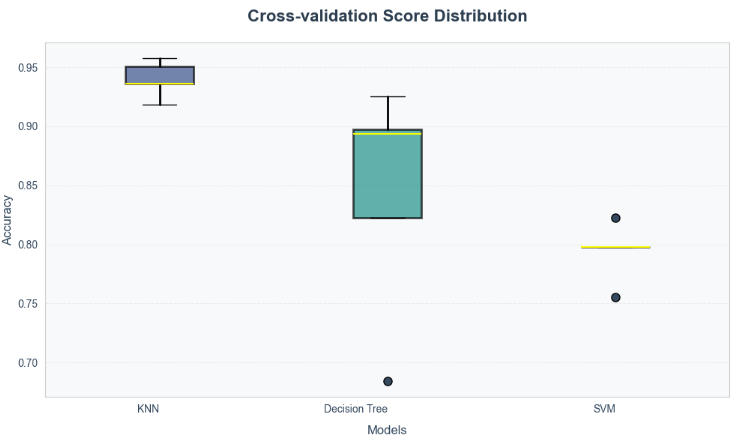 Cross-validation Score Distribution
Accuracy
0.95
0.90
0.85
0.80
0.75
0.70
KNN
Decision Tree
SVM
Models